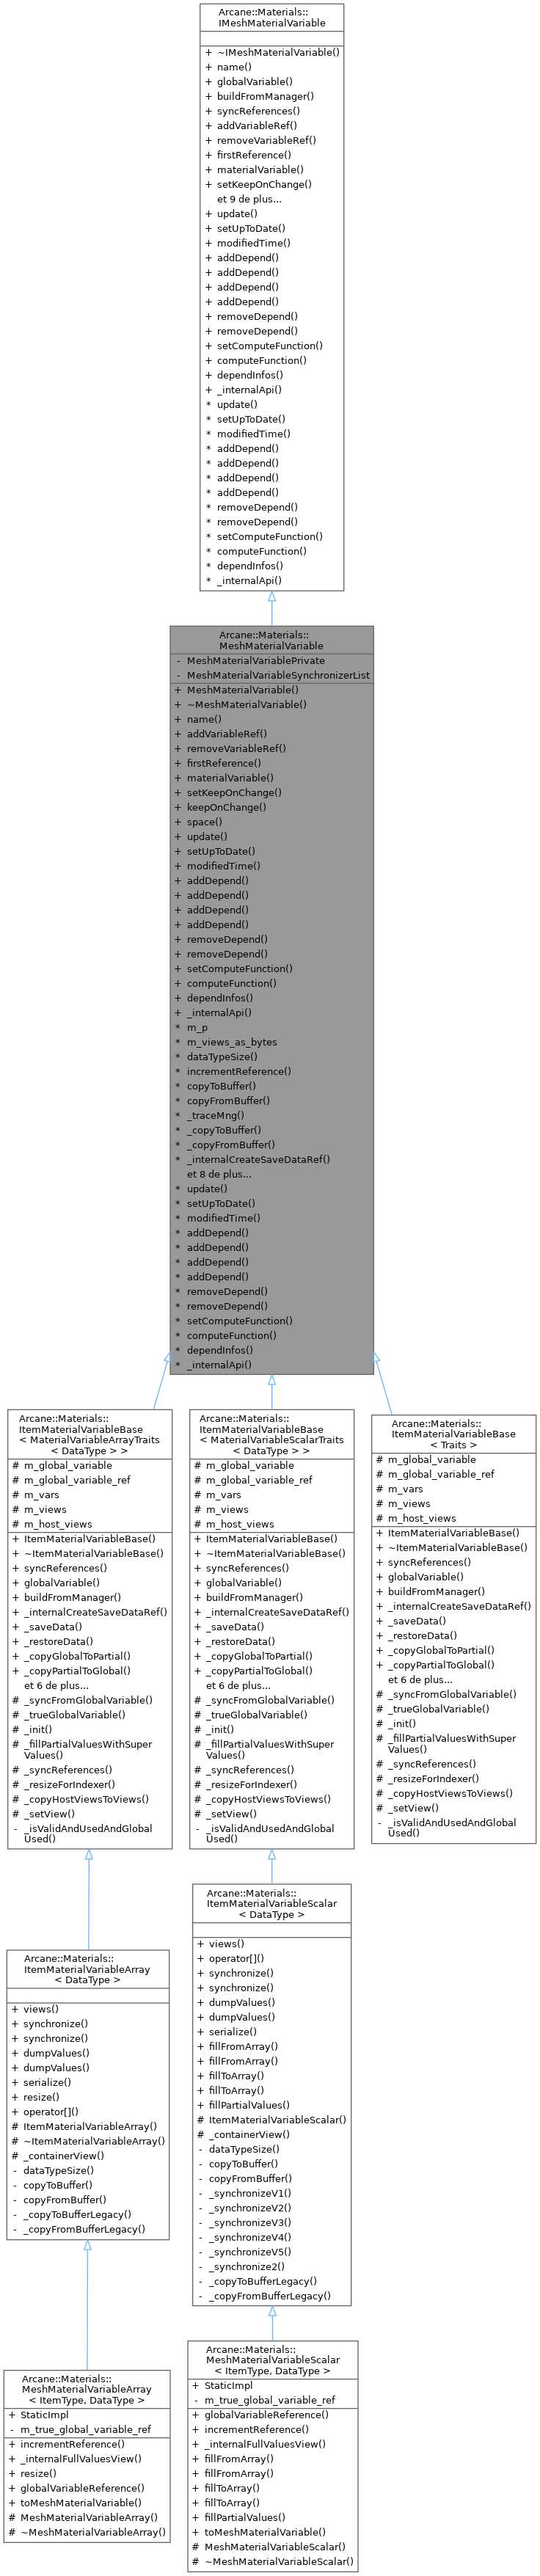 Arcane::Materials::
IMeshMaterialVariable
+ ~IMeshMaterialVariable()
+ name()
+ globalVariable()
+ buildFromManager()
+ syncReferences()
+ addVariableRef()
+ removeVariableRef()
+ firstReference()
+ materialVariable()
+ setKeepOnChange()
et 9 de plus...
+ update()
+ setUpToDate()
+ modifiedTime()
+ addDepend()
+ addDepend()
+ addDepend()
+ addDepend()
+ removeDepend()
+ removeDepend()
+ setComputeFunction()
+ computeFunction()
+ dependInfos()
+ _internalApi()
* update()
* setUpToDate()
* modifiedTime()
* addDepend()
* addDepend()
* addDepend()
* addDepend()
* removeDepend()
* removeDepend()
* setComputeFunction()
* computeFunction()
* dependInfos()
* _internalApi()
Arcane::Materials::
MeshMaterialVariable
- MeshMaterialVariablePrivate
- MeshMaterialVariableSynchronizerList
+ MeshMaterialVariable()
+ ~MeshMaterialVariable()
+ name()
+ addVariableRef()
+ removeVariableRef()
+ firstReference()
+ materialVariable()
+ setKeepOnChange()
+ keepOnChange()
+ space()
+ update()
+ setUpToDate()
+ modifiedTime()
+ addDepend()
+ addDepend()
+ addDepend()
+ addDepend()
+ removeDepend()
+ removeDepend()
+ setComputeFunction()
+ computeFunction()
+ dependInfos()
+ _internalApi()
* m_p
* m_views_as_bytes
* dataTypeSize()
* incrementReference()
* copyToBuffer()
* copyFromBuffer()
* _traceMng()
* _copyToBuffer()
* _copyFromBuffer()
* _internalCreateSaveDataRef()
et 8 de plus...
* update()
* setUpToDate()
* modifiedTime()
* addDepend()
* addDepend()
* addDepend()
* addDepend()
* removeDepend()
* removeDepend()
* setComputeFunction()
* computeFunction()
* dependInfos()
* _internalApi()
Arcane::Materials::
ItemMaterialVariableBase
< MaterialVariableArrayTraits
< DataType > >
# m_global_variable
# m_global_variable_ref
# m_vars
# m_views
# m_host_views
+ ItemMaterialVariableBase()
+ ~ItemMaterialVariableBase()
+ syncReferences()
+ globalVariable()
+ buildFromManager()
+ _internalCreateSaveDataRef()
+ _saveData()
+ _restoreData()
+ _copyGlobalToPartial()
+ _copyPartialToGlobal()
et 6 de plus...
# _syncFromGlobalVariable()
# _trueGlobalVariable()
# _init()
# _fillPartialValuesWithSuper
Values()
# _syncReferences()
# _resizeForIndexer()
# _copyHostViewsToViews()
# _setView()
- _isValidAndUsedAndGlobal
Used()
Arcane::Materials::
ItemMaterialVariableBase
< MaterialVariableScalarTraits
< DataType > >
# m_global_variable
# m_global_variable_ref
# m_vars
# m_views
# m_host_views
+ ItemMaterialVariableBase()
+ ~ItemMaterialVariableBase()
+ syncReferences()
+ globalVariable()
+ buildFromManager()
+ _internalCreateSaveDataRef()
+ _saveData()
+ _restoreData()
+ _copyGlobalToPartial()
+ _copyPartialToGlobal()
et 6 de plus...
# _syncFromGlobalVariable()
# _trueGlobalVariable()
# _init()
# _fillPartialValuesWithSuper
Values()
# _syncReferences()
# _resizeForIndexer()
# _copyHostViewsToViews()
# _setView()
- _isValidAndUsedAndGlobal
Used()
Arcane::Materials::
ItemMaterialVariableBase
< Traits >
# m_global_variable
# m_global_variable_ref
# m_vars
# m_views
# m_host_views
+ ItemMaterialVariableBase()
+ ~ItemMaterialVariableBase()
+ syncReferences()
+ globalVariable()
+ buildFromManager()
+ _internalCreateSaveDataRef()
+ _saveData()
+ _restoreData()
+ _copyGlobalToPartial()
+ _copyPartialToGlobal()
et 6 de plus...
# _syncFromGlobalVariable()
# _trueGlobalVariable()
# _init()
# _fillPartialValuesWithSuper
Values()
# _syncReferences()
# _resizeForIndexer()
# _copyHostViewsToViews()
# _setView()
- _isValidAndUsedAndGlobal
Used()
Arcane::Materials::
ItemMaterialVariableArray
< DataType >
+ views()
+ synchronize()
+ synchronize()
+ dumpValues()
+ dumpValues()
+ serialize()
+ resize()
+ operator[]()
# ItemMaterialVariableArray()
# ~ItemMaterialVariableArray()
# _containerView()
- dataTypeSize()
- copyToBuffer()
- copyFromBuffer()
- _copyToBufferLegacy()
- _copyFromBufferLegacy()
Arcane::Materials::
ItemMaterialVariableScalar
< DataType >
+ views()
+ operator[]()
+ synchronize()
+ synchronize()
+ dumpValues()
+ dumpValues()
+ serialize()
+ fillFromArray()
+ fillFromArray()
+ fillToArray()
+ fillToArray()
+ fillPartialValues()
# ItemMaterialVariableScalar()
# _containerView()
- dataTypeSize()
- copyToBuffer()
- copyFromBuffer()
- _synchronizeV1()
- _synchronizeV2()
- _synchronizeV3()
- _synchronizeV4()
- _synchronizeV5()
- _synchronize2()
- _copyToBufferLegacy()
- _copyFromBufferLegacy()
Arcane::Materials::
MeshMaterialVariableArray
< ItemType, DataType >
+ StaticImpl
- m_true_global_variable_ref
+ incrementReference()
+ _internalFullValuesView()
+ resize()
+ globalVariableReference()
+ toMeshMaterialVariable()
# MeshMaterialVariableArray()
# ~MeshMaterialVariableArray()
Arcane::Materials::
MeshMaterialVariableScalar
< ItemType, DataType >
+ StaticImpl
- m_true_global_variable_ref
+ globalVariableReference()
+ incrementReference()
+ _internalFullValuesView()
+ fillFromArray()
+ fillFromArray()
+ fillToArray()
+ fillToArray()
+ fillPartialValues()
+ toMeshMaterialVariable()
# MeshMaterialVariableScalar()
# ~MeshMaterialVariableScalar()